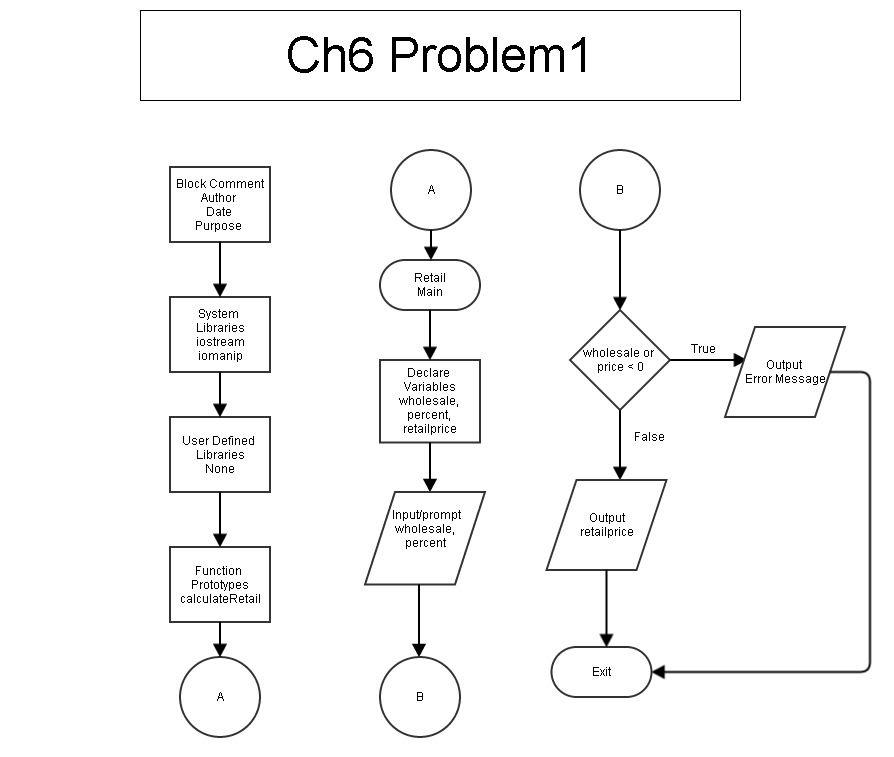 Ch6 Problem1
Block Comment
Author
Date
Purpose
System
Libraries
iostream
iomanip
User Defined
Libraries
None
Function
Prototypes
calculateRetail
A
A
Retail
Main
Declare
Variables
wholesale,
percent,
retailprice
Input/prompt
wholesale,
percent
B
B
wholesale or
price < 0
True
Output
Error Message
False
Output
retailprice
Exit